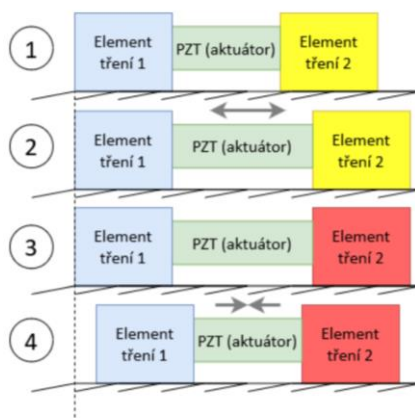 1
Element
tření 1
PZT (aktuátor)
Element
tření 2
2
Element
tření 1
PZT (aktuátor)
Element
tření 2
3
Element
tření 1
PZT (aktuátor)
Element
tření 2
4
Element
tření 1
PZT (aktuátor)
Element
tření 2